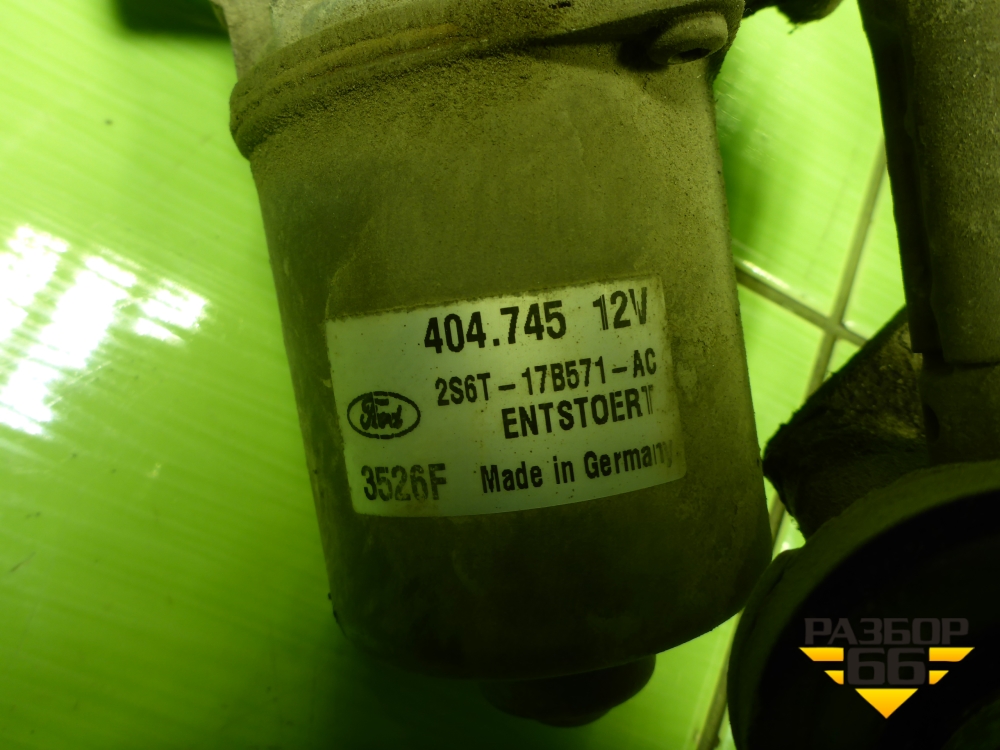 404.745 12V
2S6T-17B571-AC
Ford
ENTSTOERT
3526F Made in Germany
РАЗБОР
66